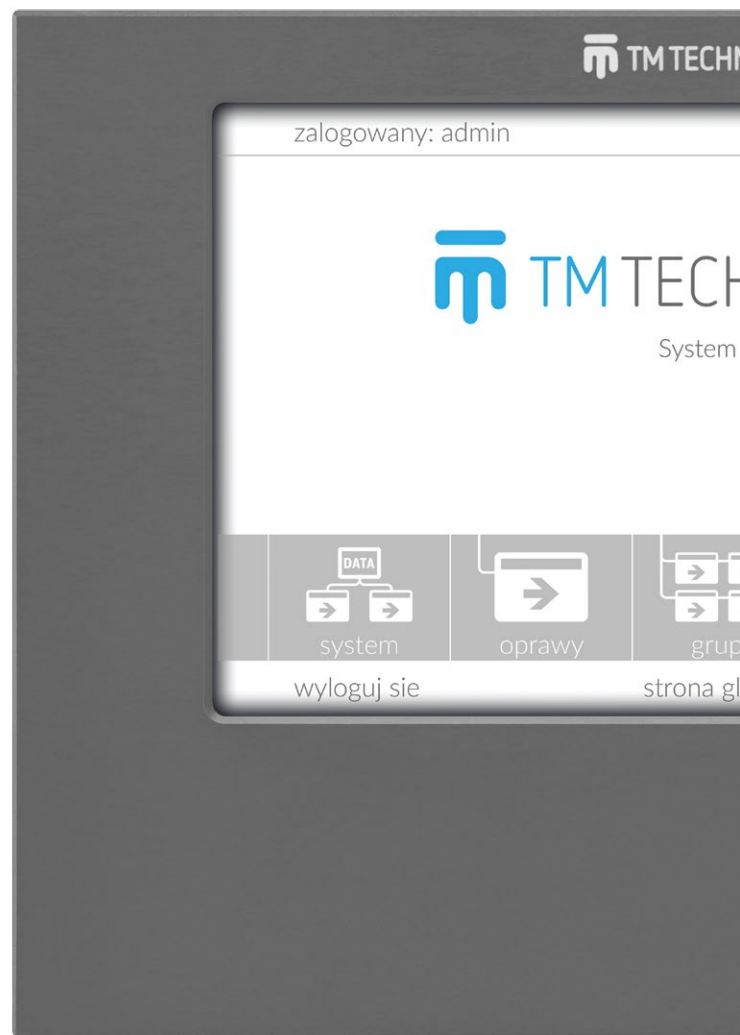 TM TECHN
zalogowany: admin
TM TECH
System
DATA
system oprawy grup
wyloguj sie strona gł